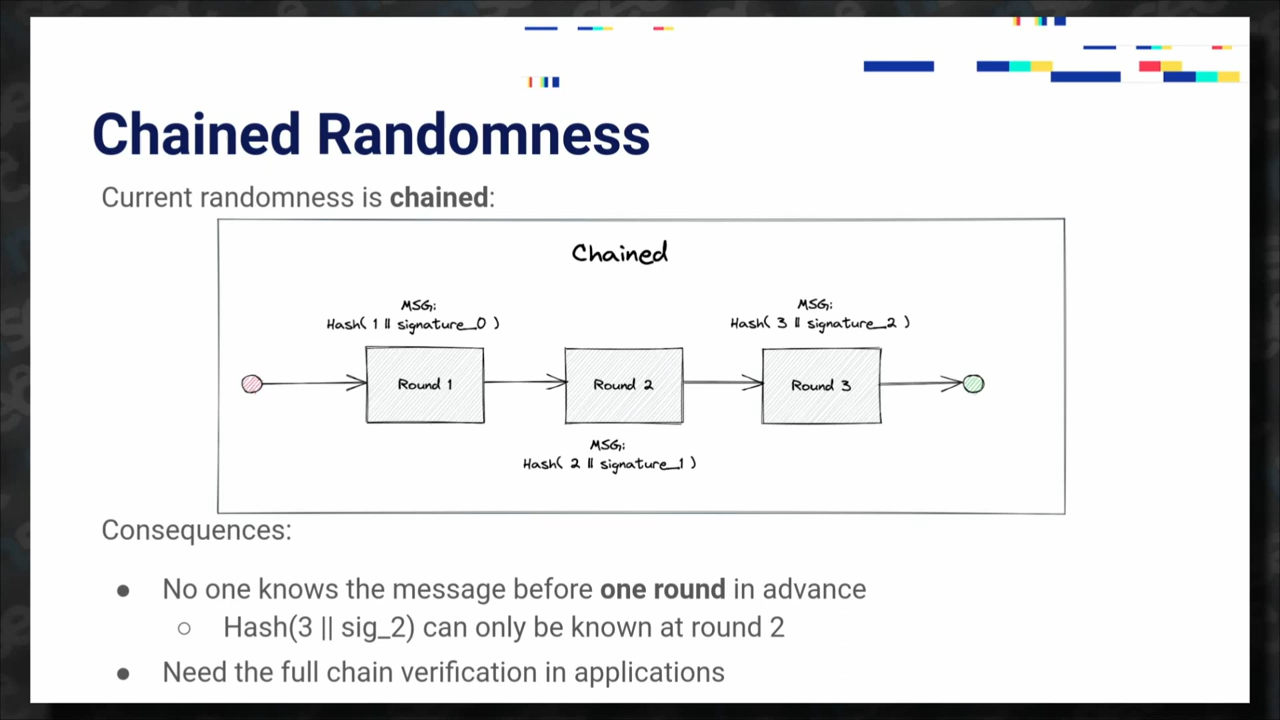 Chained Randomness
Current randomness is chained:
Chained
MSG:
Hash( 1 || signature_0 )
MSG:
Hash( 3 || signature_2 )
Round 1
Round 2
Round 3
MSG:
Hash( 2 || signature_1 )
Consequences:
● No one knows the message before one round in advance
○ Hash(3 || sig_2) can only be known at round 2
● Need the full chain verification in applications